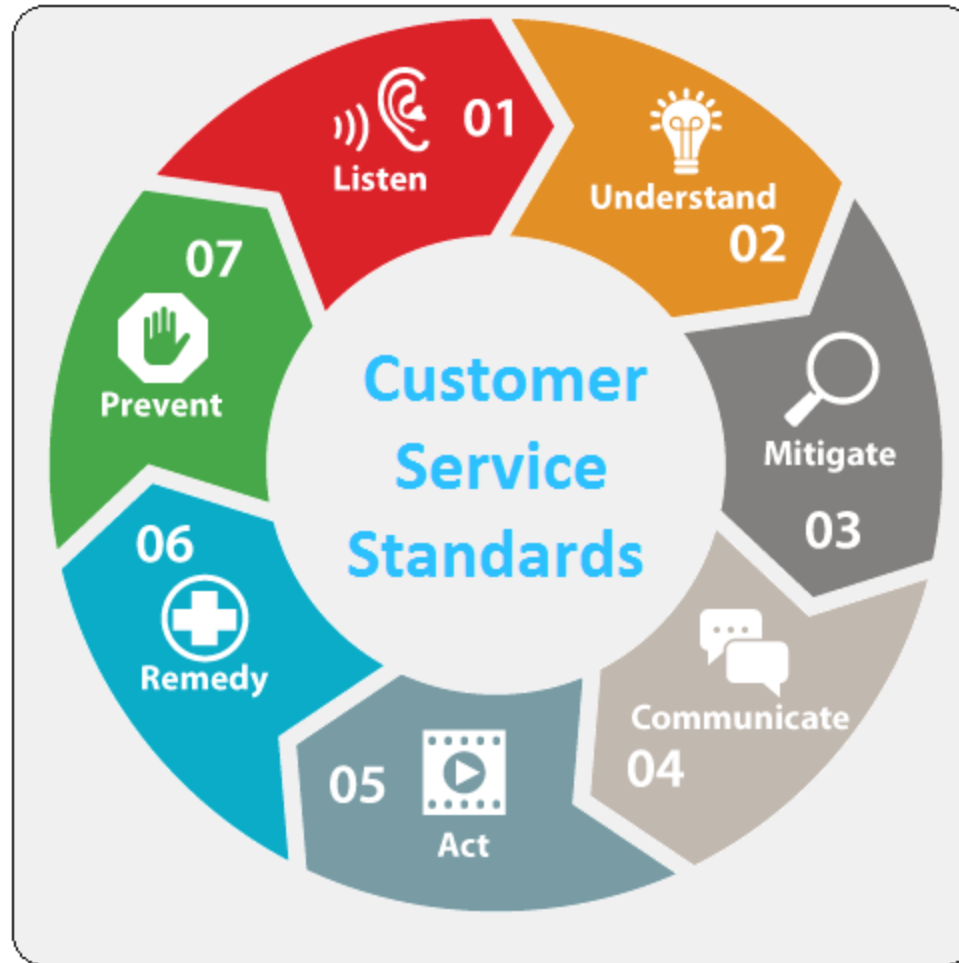 Customer
Service
Standards
01
Listen
Understand
02
Mitigate
03
Communicate
04
05
Act
06
Remedy
07
Prevent